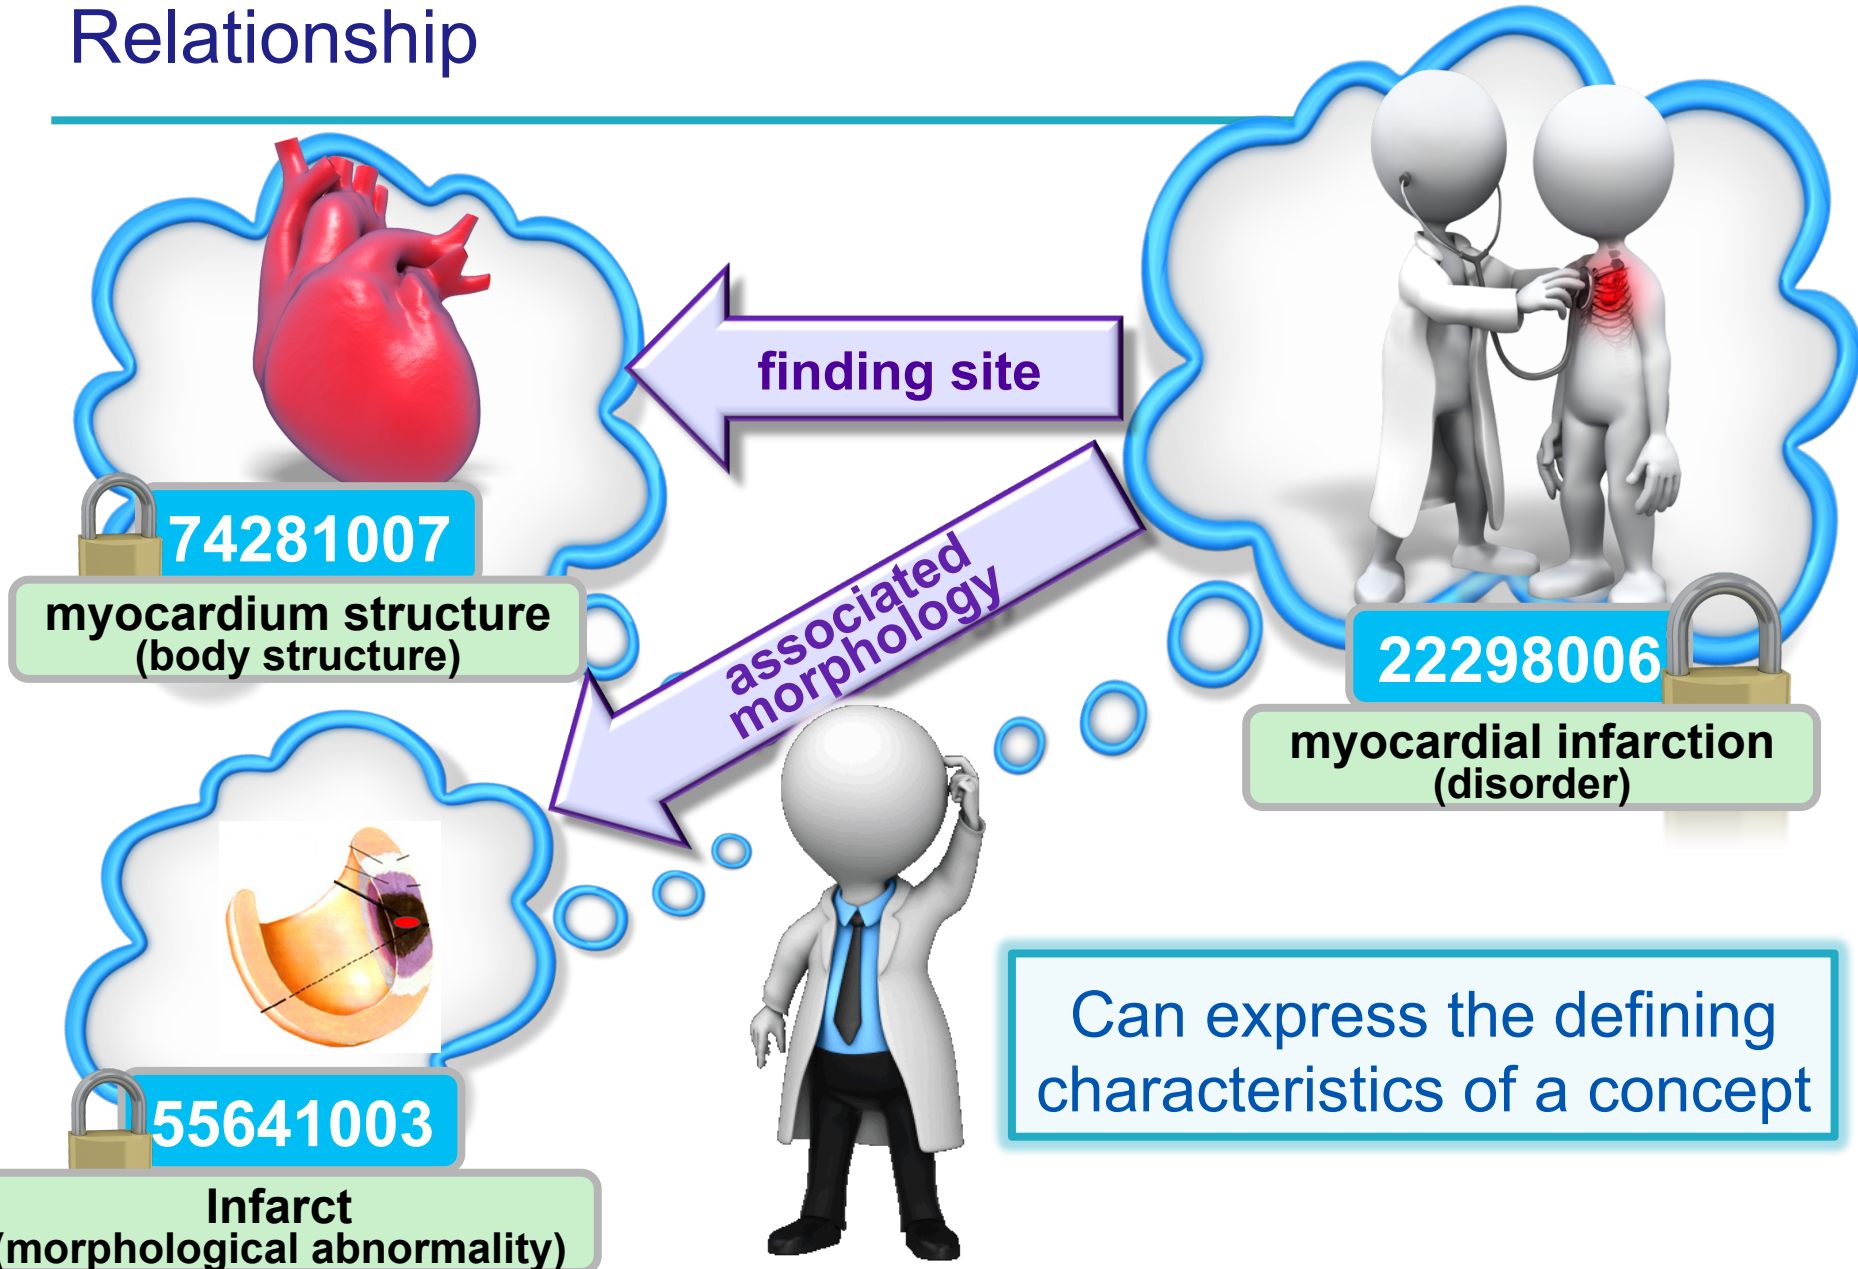 Relationship
finding site
74281007
myocardium structure
(body structure)
associated
morphology
22298006
myocardial infarction
(disorder)
55641003
Infarct
(morphological abnormality)
Can express the defining
characteristics of a concept